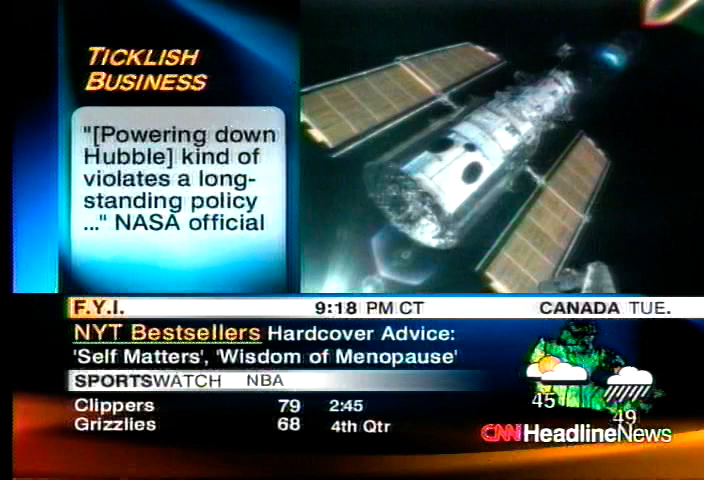 TICKLISH
BUSINESS
"[Powering down
Hubble] kind of
violates a long-
standing policy
..." NASA official
F.Y.I. 9:18 PM CT CANADA TUE.
NYT Bestsellers Hardcover Advice:
'Self Matters', 'Wisdom of Menopause'
SPORTSWATCH NBA
Clippers 79 2:45
Grizzlies 68 4th Qtr
45
49
CNN HeadlineNews